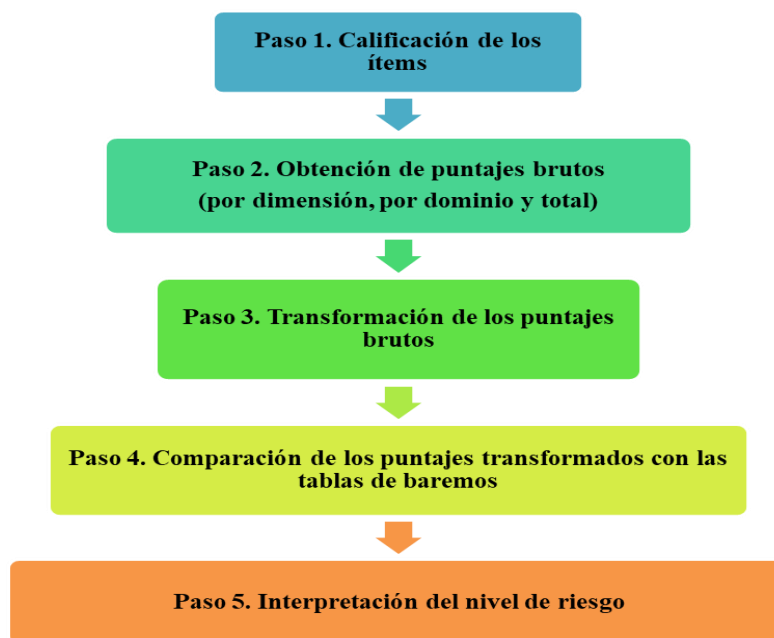 Paso 1. Calificación de los
ítems
Paso 2. Obtención de puntajes brutos
(por dimensión, por dominio y total)
Paso 3. Transformación de los puntajes
brutos
Paso 4. Comparación de los puntajes transformados con las
tablas de baremos
Paso 5. Interpretación del nivel de riesgo